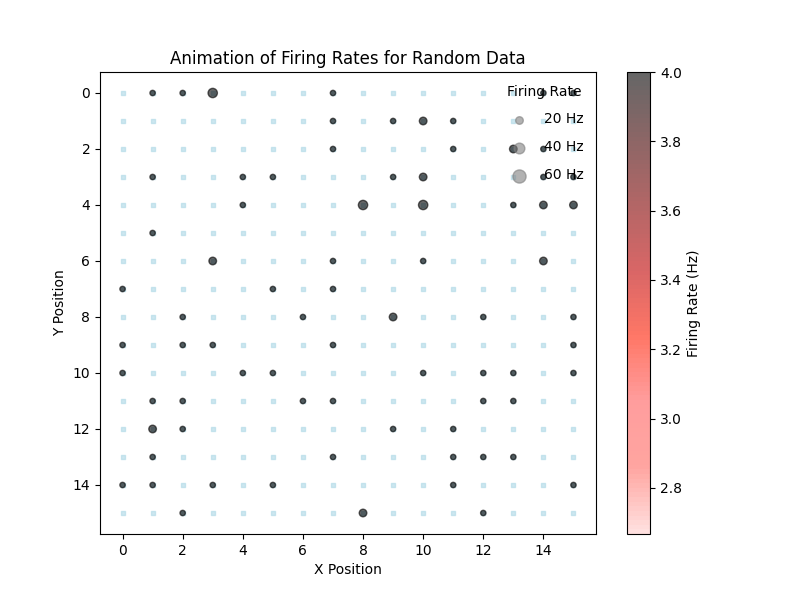 Animation of Firing Rates for Random Data
Firing Rate
20 Hz
40 Hz
60 Hz
0
2
4
6
8
10
12
14
Y Position
0 2 4 6 8 10 12 14
X Position
4.0
3.8
3.6
3.4
3.2
3.0
2.8
Firing Rate (Hz)